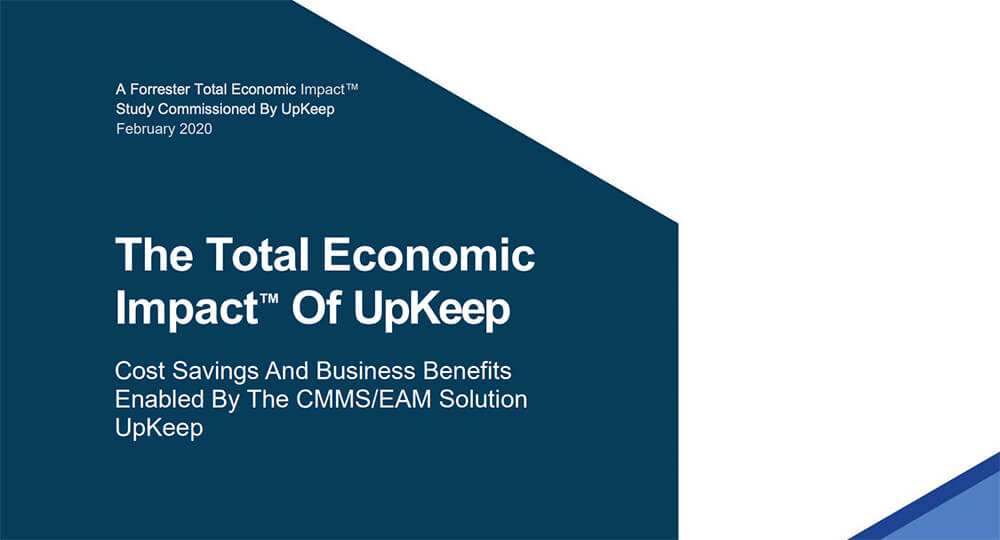 A Forrester Total Economic Impact™
Study Commissioned By UpKeep
February 2020
The Total Economic
Impact™ Of UpKeep
Cost Savings And Business Benefits
Enabled By The CMMS/EAM Solution
UpKeep